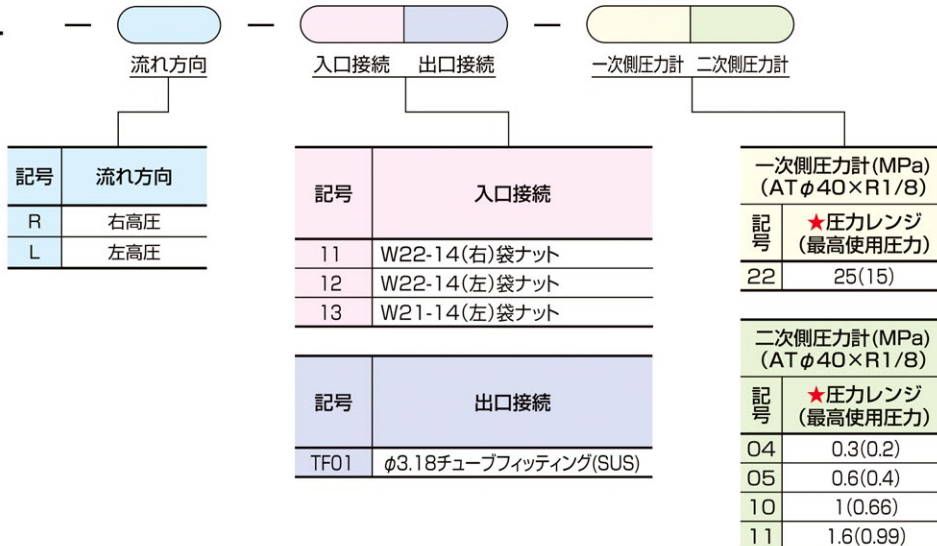 流れ方向
入口接続 出口接続
一次側圧力計 二次側圧力計
記号 流れ方向
R 右高圧
L 左高圧
記号 入口接続
11 W22-14(右)袋ナット
12 W22-14(左)袋ナット
13 W21-14(左)袋ナット
記号 出口接続
TF01 φ3.18チューブフィッティング(SUS)
一次側圧力計(MPa)
(ATφ40×R1/8)
記号 ★圧力レンジ
(最高使用圧力)
22 25(15)
二次側圧力計(MPa)
(ATφ40×R1/8)
記号 ★圧力レンジ
(最高使用圧力)
04 0.3(0.2)
05 0.6(0.4)
10 1(0.66)
11 1.6(0.99)